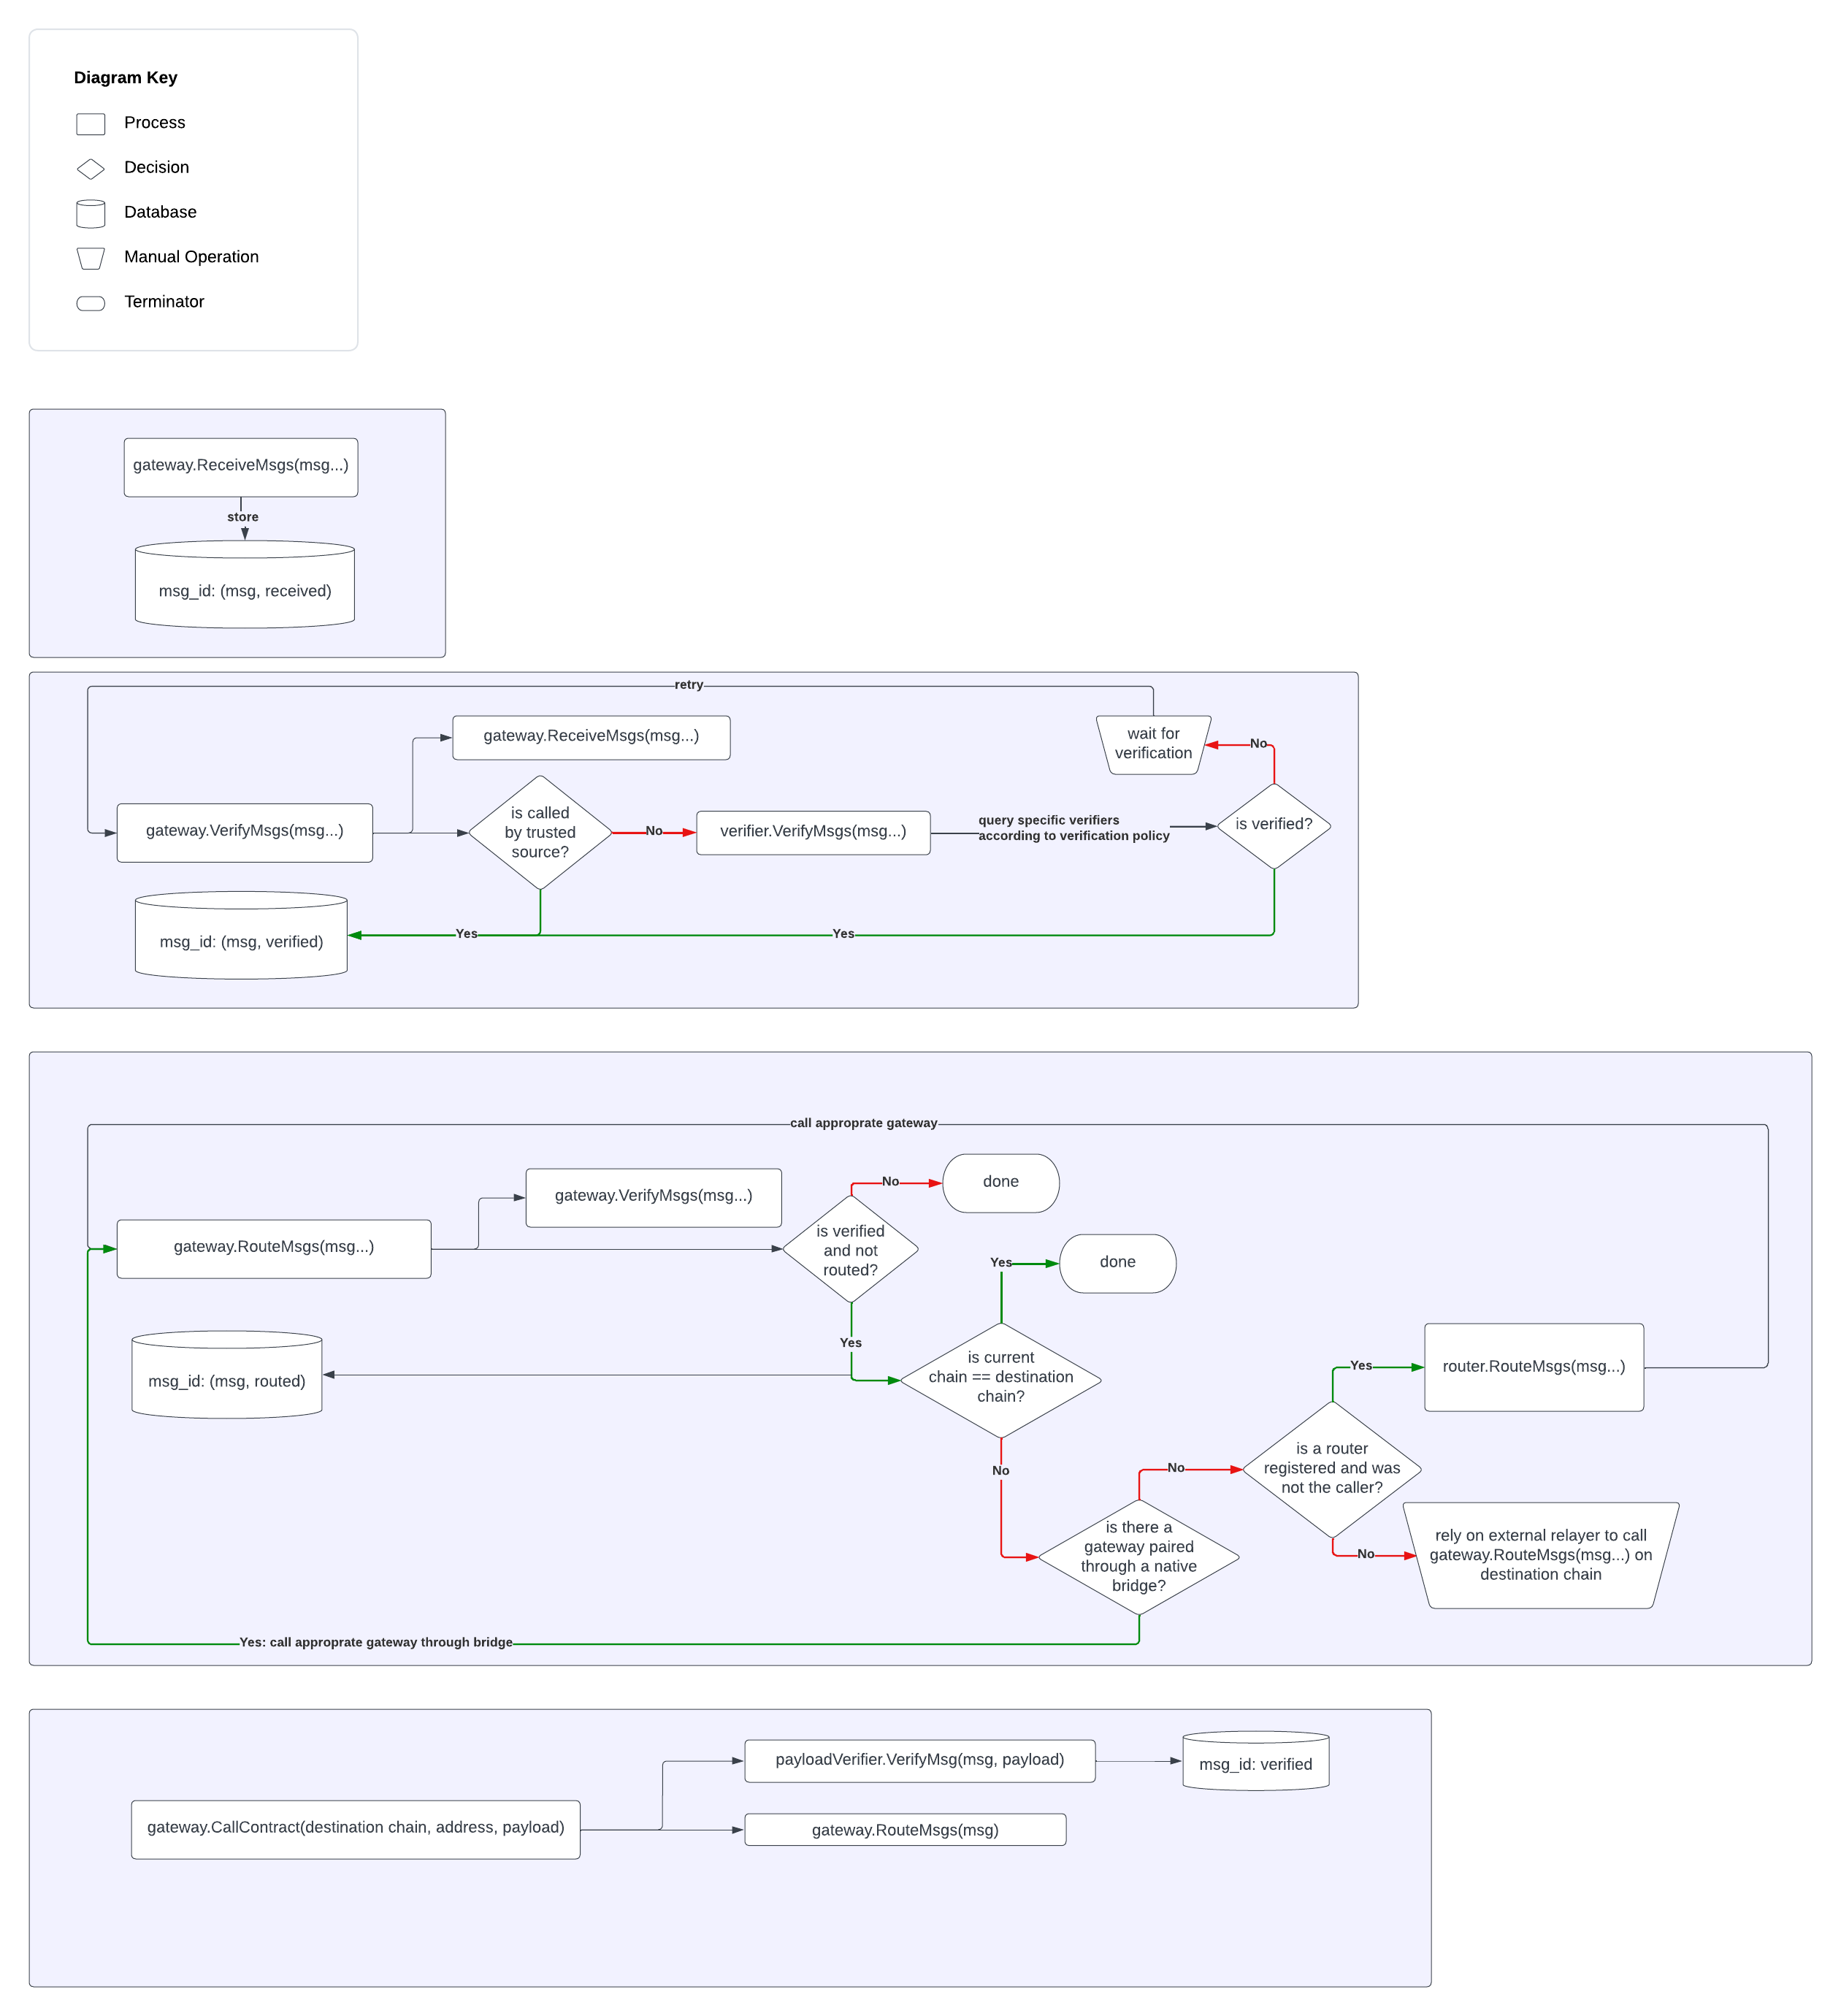 Diagram Key
Process
Decision
Database
Manual Operation
Terminator
gateway.ReceiveMsgs(msg...)
store
msg_id: (msg, received)
retry
gateway.ReceiveMsgs(msg...)
wait for
verification
No
gateway.VerifyMsgs(msg...)
is called
by trusted
source?
No
verifier.VerifyMsgs(msg...)
query specific verifiers
according to verification policy
is verified?
msg_id: (msg, verified)
Yes
Yes
call approprate gateway
gateway.VerifyMsgs(msg...)
No
done
gateway.RouteMsgs(msg...)
is verified
and not
routed?
Yes
done
Yes
msg_id: (msg, routed)
is current
chain == destination
chain?
Yes
router.RouteMsgs(msg...)
No
No
is a router
registered and was
not the caller?
is there a
gateway paired
through a native
bridge?
No
rely on external relayer to call
gateway.RouteMsgs(msg...) on
destination chain
Yes: call approprate gateway through bridge
payloadVerifier.VerifyMsg(msg, payload)
msg_id: verified
gateway.CallContract(destination chain, address, payload)
gateway.RouteMsgs(msg)